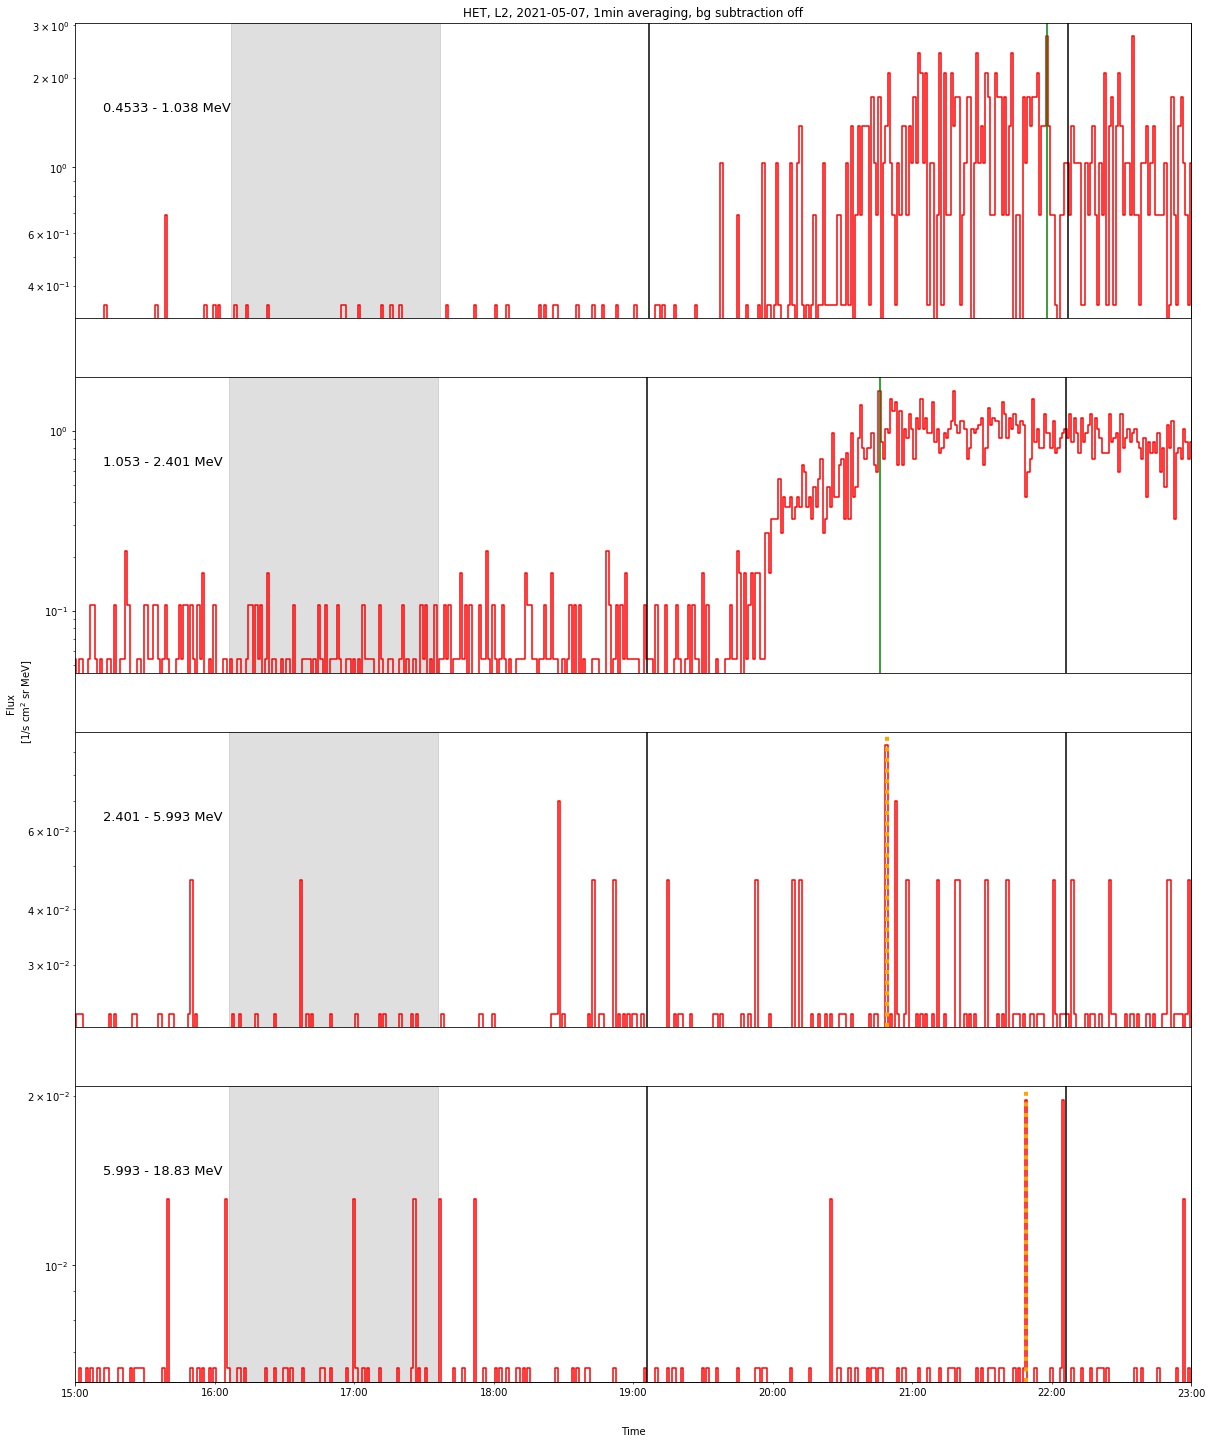 HET, L2, 2021-05-07, 1min averaging, bg subtraction off
3 × 10⁰
2 × 10⁰
0.4533 - 1.038 MeV
10⁰
6 × 10⁻¹
4 × 10⁻¹
10⁰
1.053 - 2.401 MeV
10⁻¹
Flux
[1/s cm² sr MeV]
2.401 - 5.993 MeV
6 × 10⁻²
4 × 10⁻²
3 × 10⁻²
2 × 10⁻²
5.993 - 18.83 MeV
10⁻²
15:00 16:00 17:00 18:00 19:00 20:00 21:00 22:00 23:00
Time